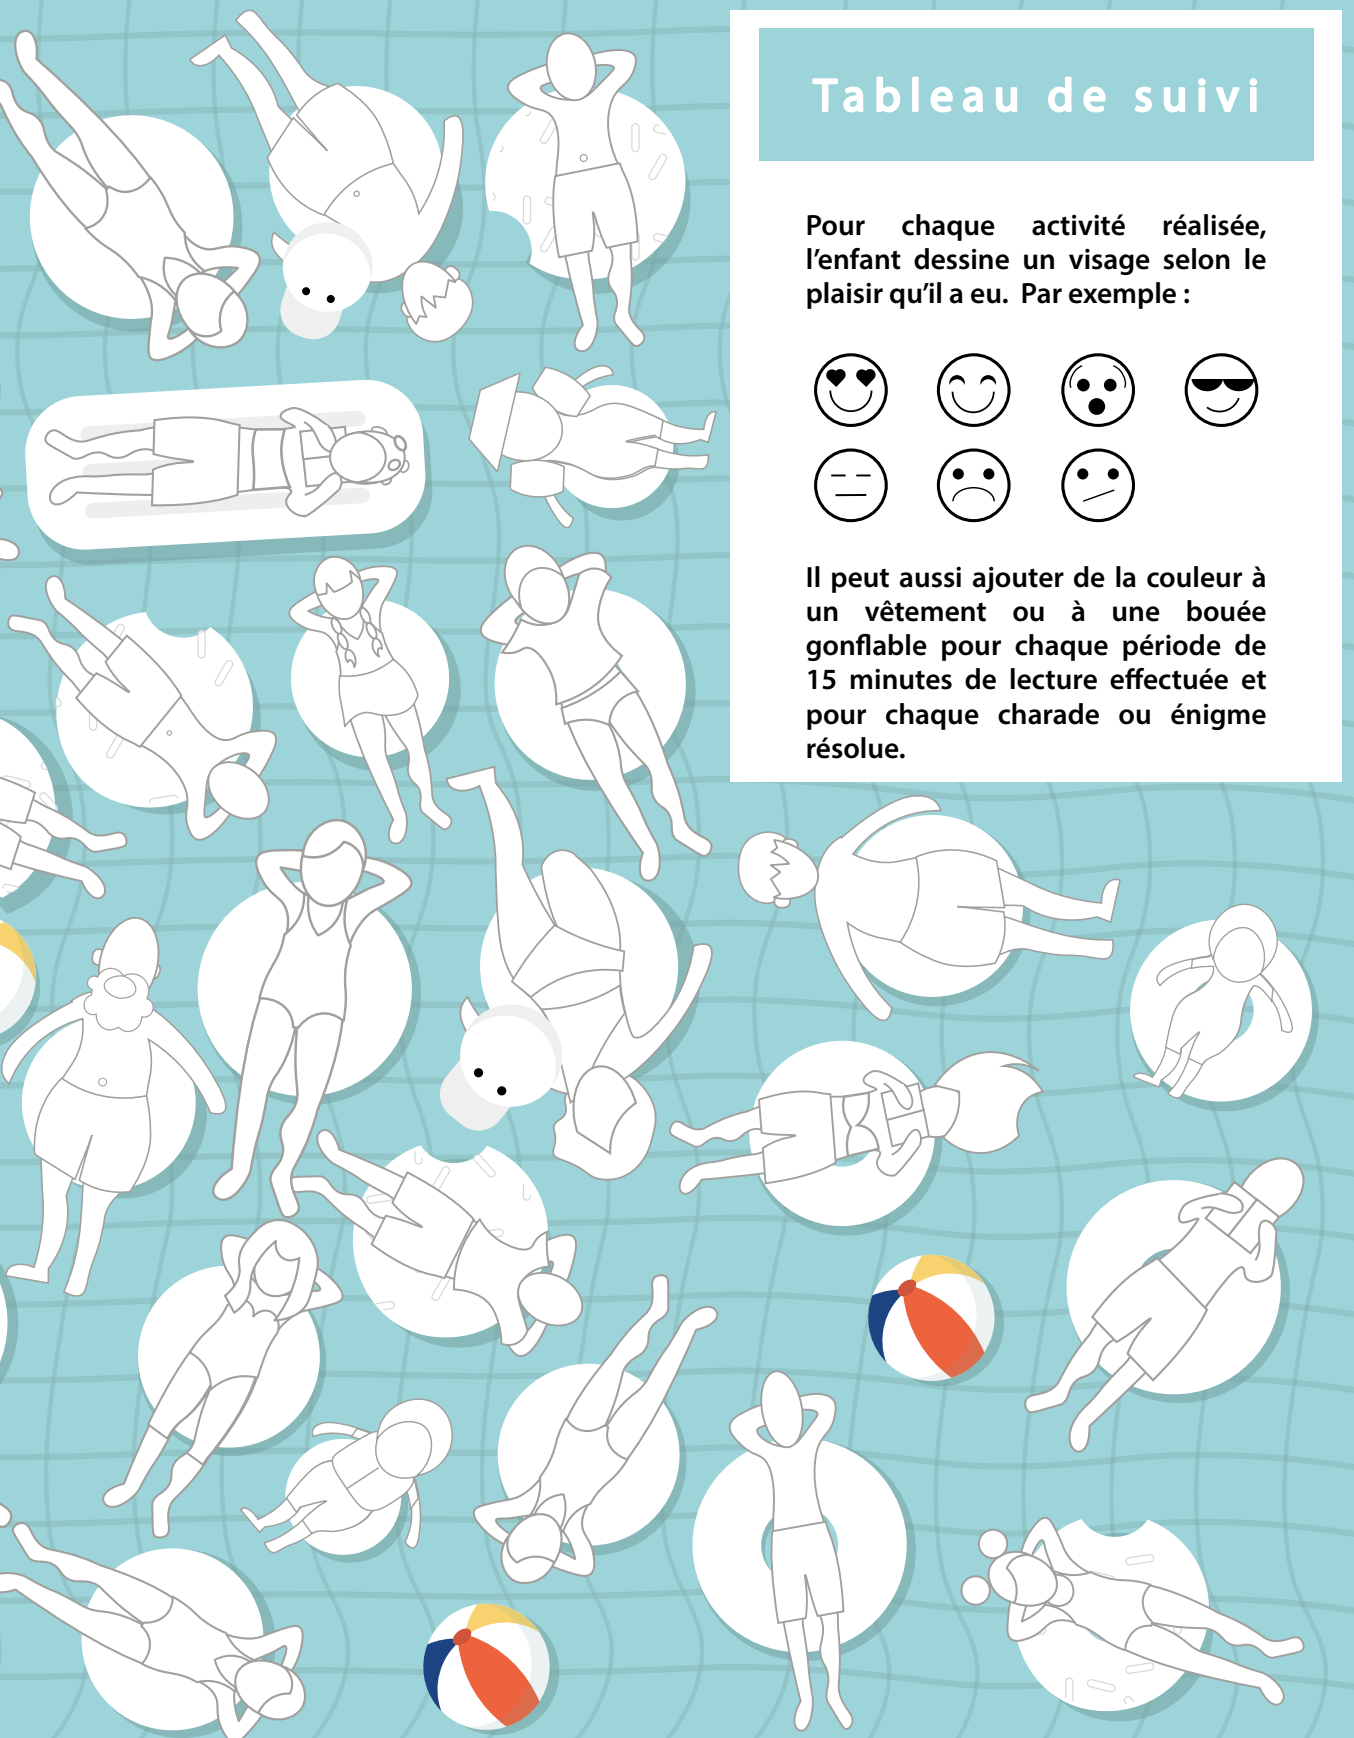 Tableau de suivi
Pour chaque activité réalisée,
l’enfant dessine un visage selon le
plaisir qu’il a eu. Par exemple :
Il peut aussi ajouter de la couleur à
un vêtement ou à une bouée
gonflable pour chaque période de
15 minutes de lecture effectuée et
pour chaque charade ou énigme
résolue.